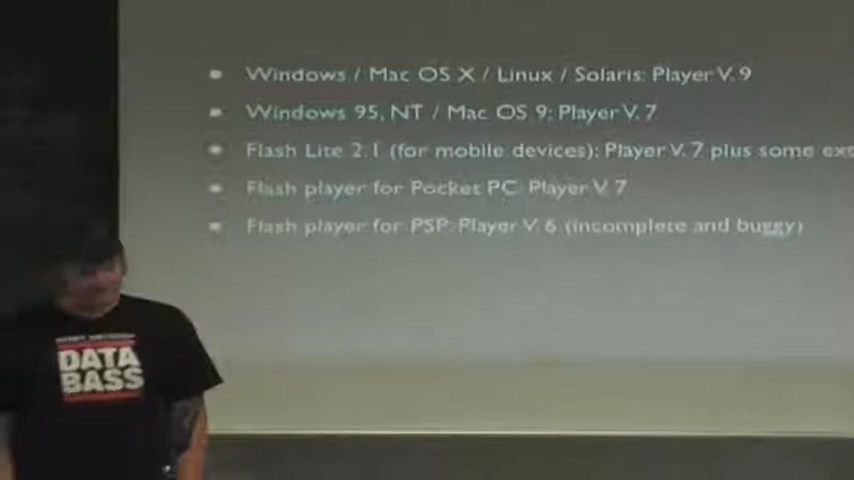 Windows / Mac OS X / Linux / Solaris: Player V. 9
Windows 95, NT / Mac OS 9: Player V. 7
Flash Lite 2.1 (for mobile devices): Player V. 7 plus some
Flash player for Pocket PC: Player V. 7
Flash player for PSP: Player V. 6 (incomplete and buggy)
DATA
BASS